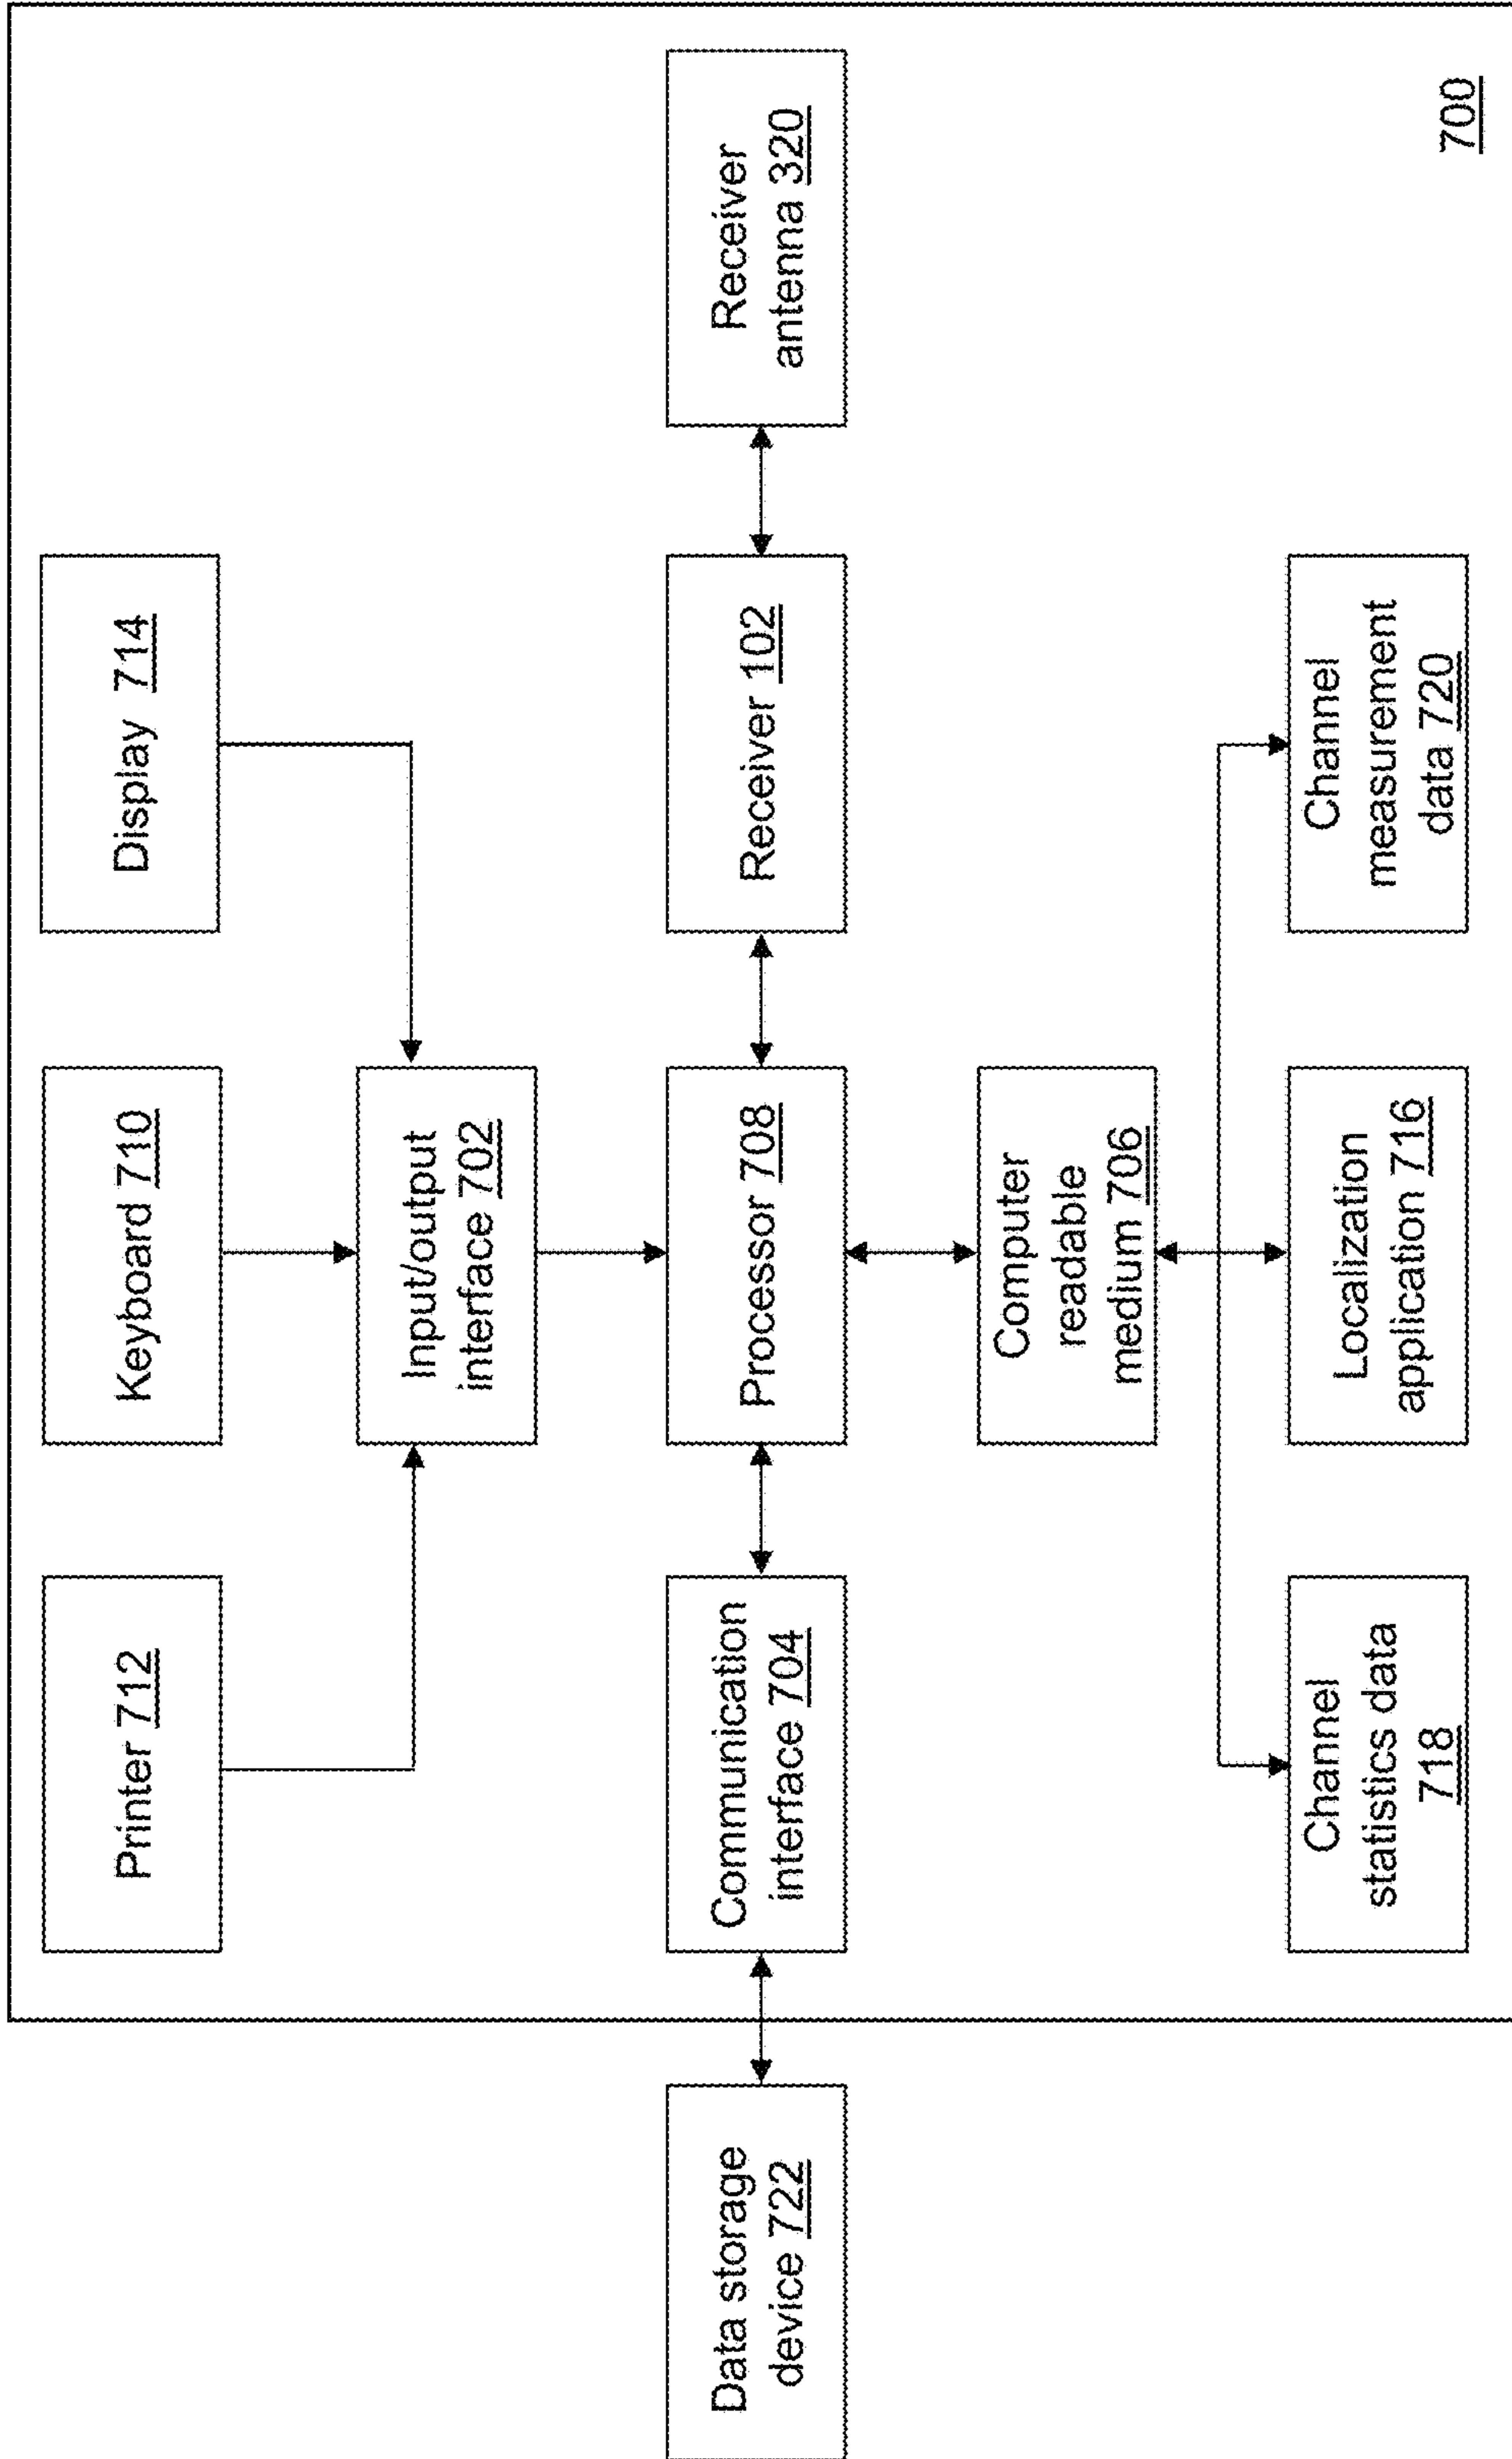 Printer 712
Keyboard 710
Display 714
Input/output
interface 702
Data storage
device 722
Communication
interface 704
Processor 708
Receiver 102
Receiver
antenna 320
Computer
readable
medium 706
Channel
statistics data
718
Localization
application 716
Channel
measurement
data 720
700